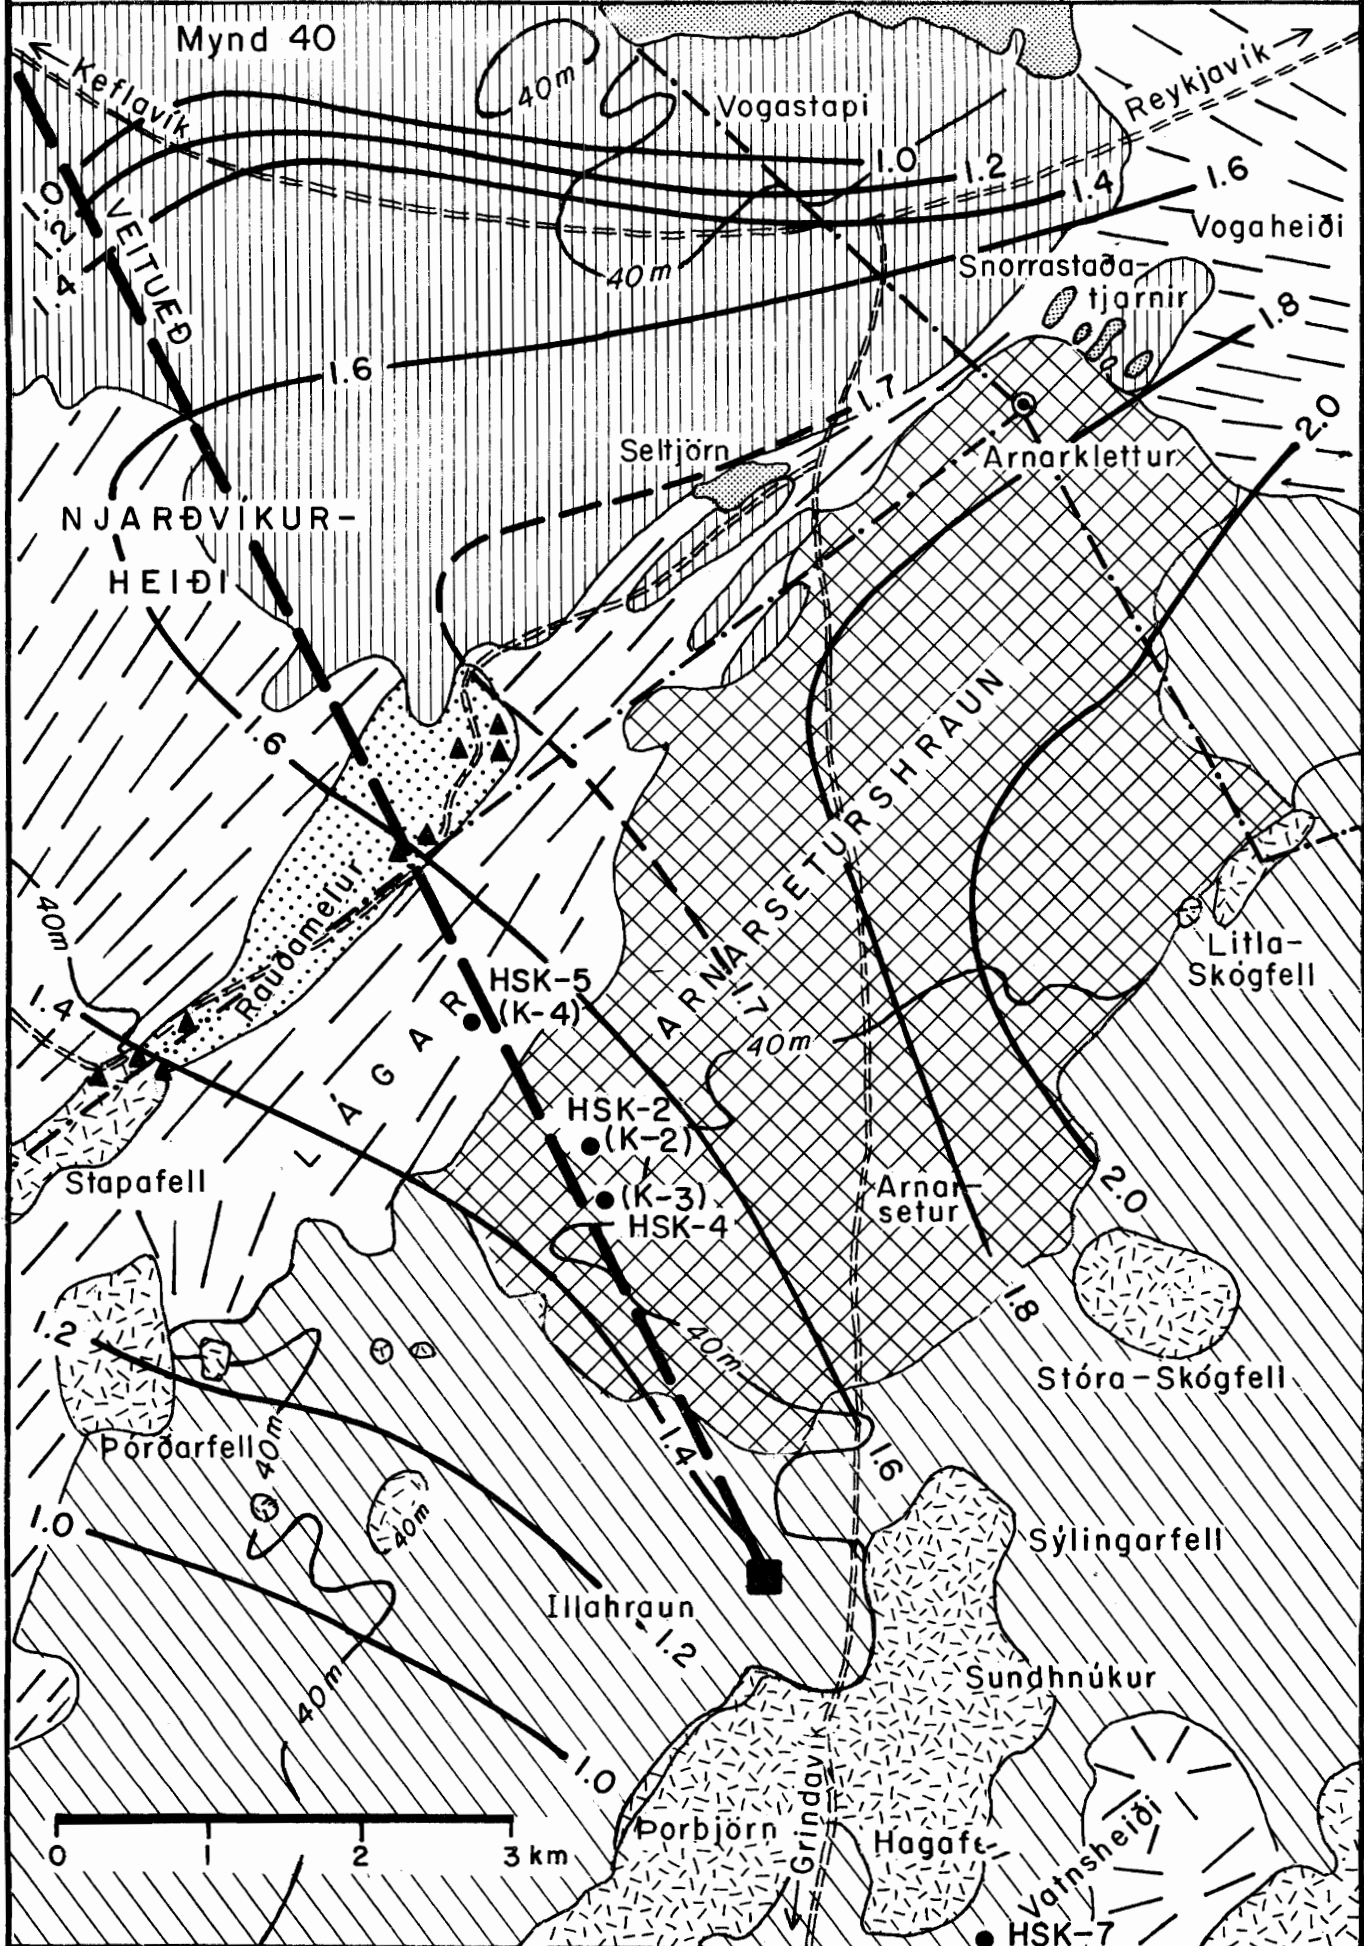 Mynd 40
40m
Keflavík
Vogastapi
Reykjavík
1.0
1.2
1.4
1.6
1.0
1.2
1.4
VEITUÆÐ
Vogaheiði
40m
Snorrastaða-
tjarnir
1.8
1.6
1.7
2.0
Seltjörn
Arnarklettur
NJARÐVÍKUR-
HEIÐI
1.6
ARNARSETURSHRAUN
Rauðamelur
40m
Litla-
Skógfell
HSK-5
(K-4)
1.7
1.4
LÁGAR
40m
HSK-2
(K-2)
(K-3)
HSK-4
Stapafell
Arnar-
setur
2.0
1.8
1.2
40m
Stóra-Skógfell
Þórðarfell
40m
1.4
1.6
40m
1.0
Sýlingarfell
Illahraun
1.2
Sundhnúkur
40m
1.0
0 1 2 3 km
Þorbjörn
Grindavík
Hagafe
Vatnsheiði
HSK-7